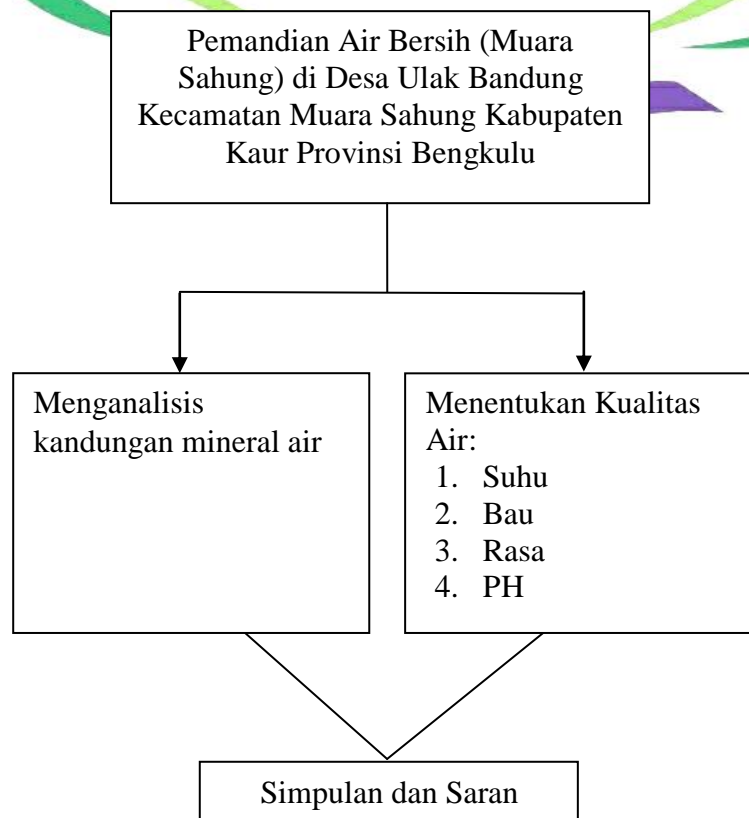 Pemandian Air Bersih (Muara
Sahung) di Desa Ulak Bandung
Kecamatan Muara Sahung Kabupaten
Kaur Provinsi Bengkulu
Menganalisis
kandungan mineral air
Menentukan Kualitas
Air:
1. Suhu
2. Bau
3. Rasa
4. PH
Simpulan dan Saran